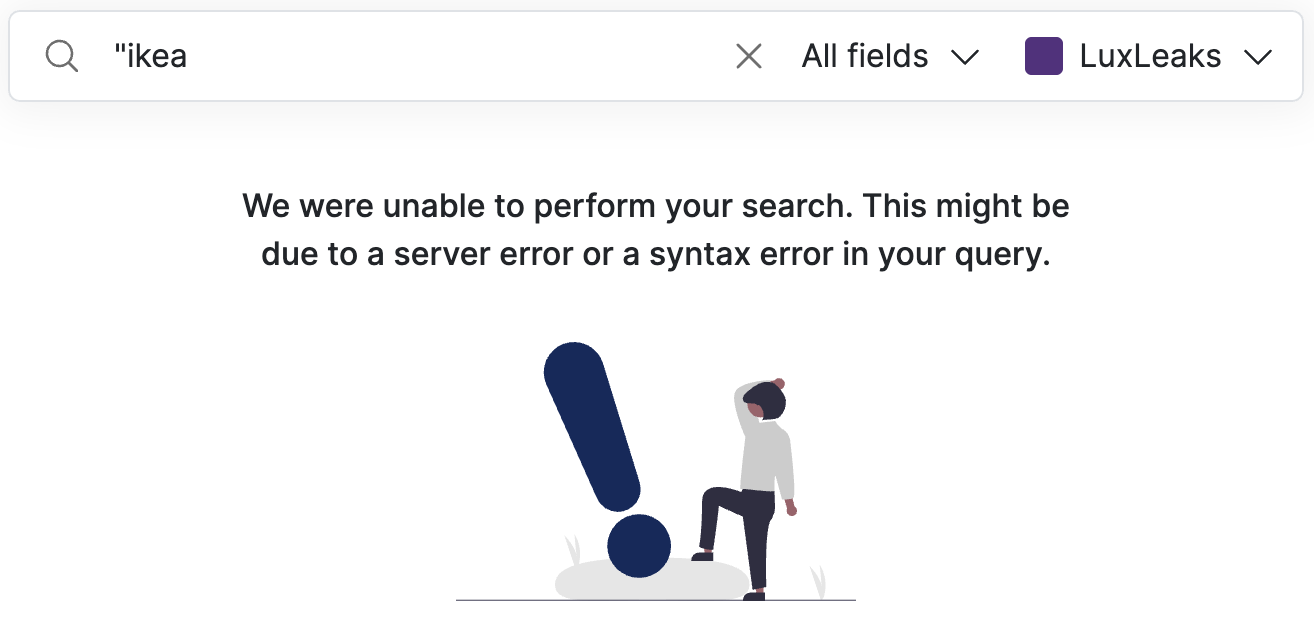 "ikea All fields LuxLeaks
We were unable to perform your search. This might be
due to a server error or a syntax error in your query.